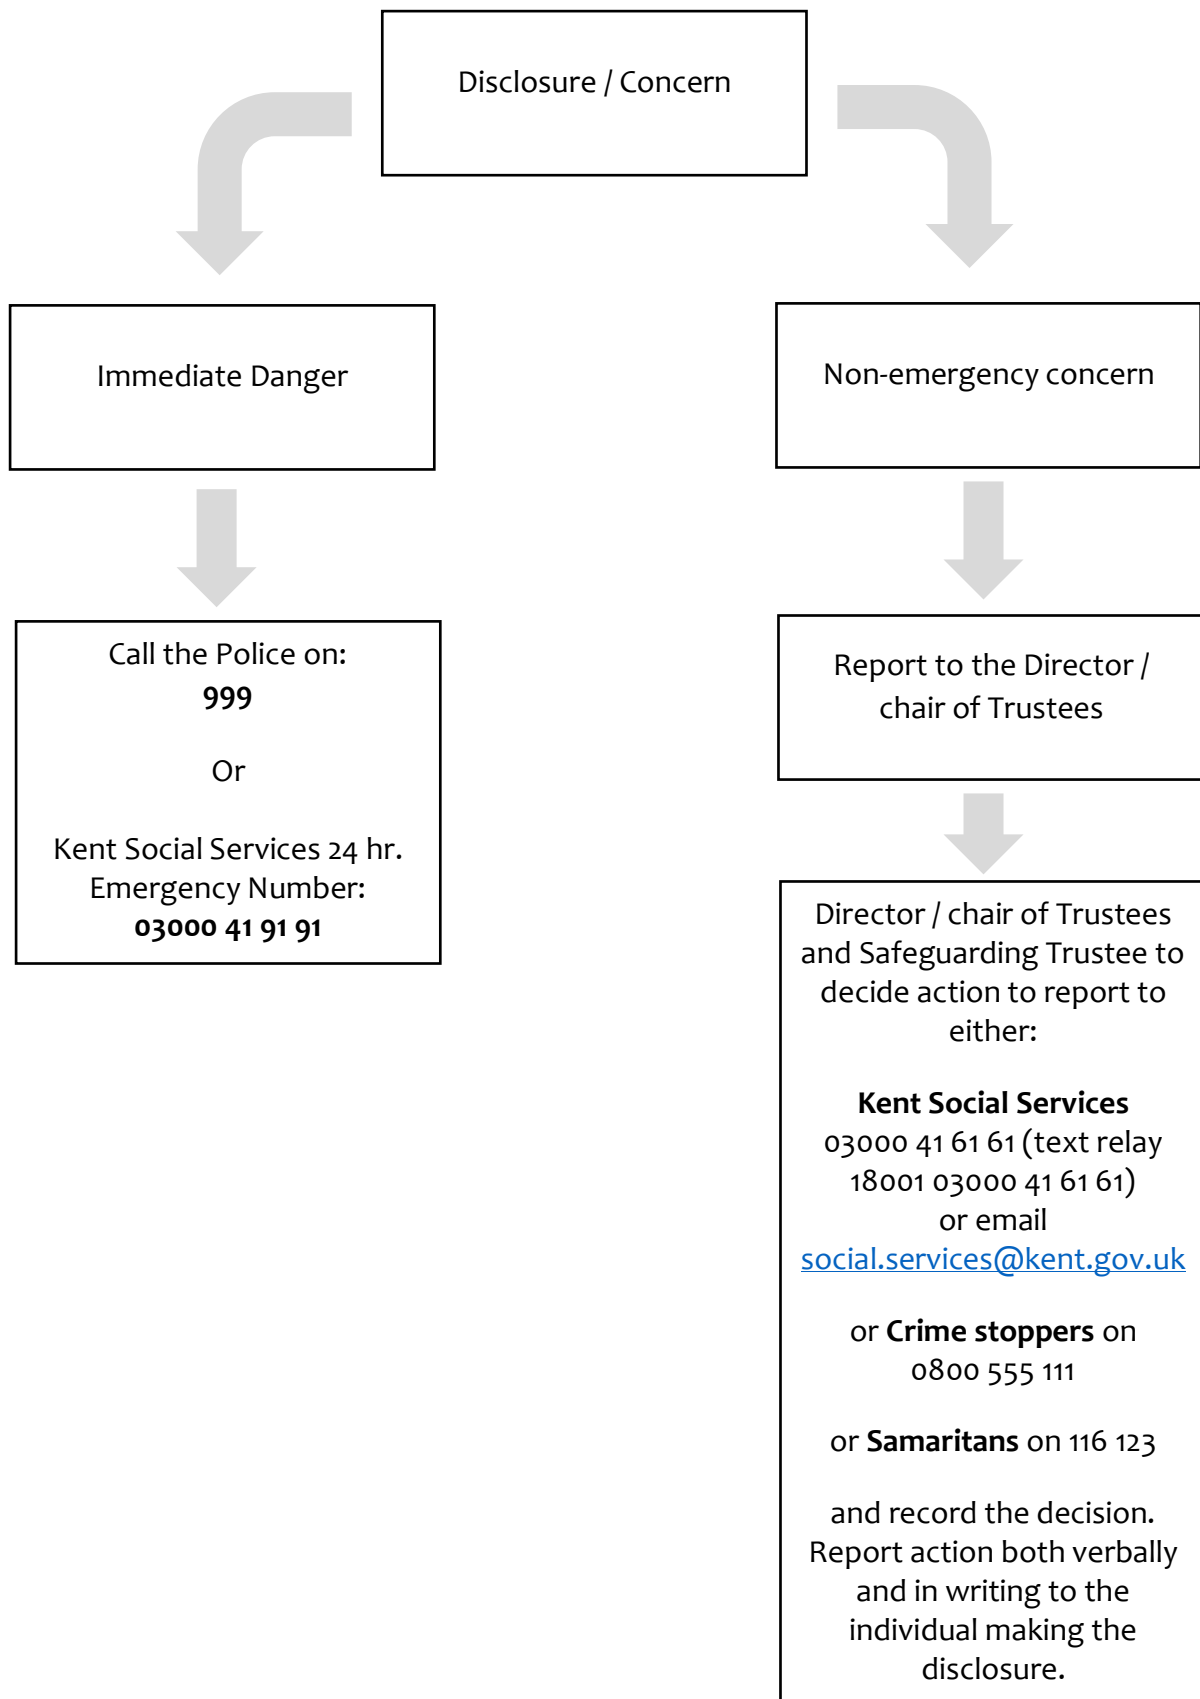 Disclosure / Concern
Immediate Danger
Non-emergency concern
Call the Police on:
999
Or
Kent Social Services 24 hr.
Emergency Number:
03000 41 91 91
Report to the Director /
chair of Trustees
Director / chair of Trustees
and Safeguarding Trustee to
decide action to report to
either:
Kent Social Services
03000 41 61 61 (text relay
18001 03000 41 61 61)
or email
social.services@kent.gov.uk
or Crime stoppers on
0800 555 111
or Samaritans on 116 123
and record the decision.
Report action both verbally
and in writing to the
individual making the
disclosure.